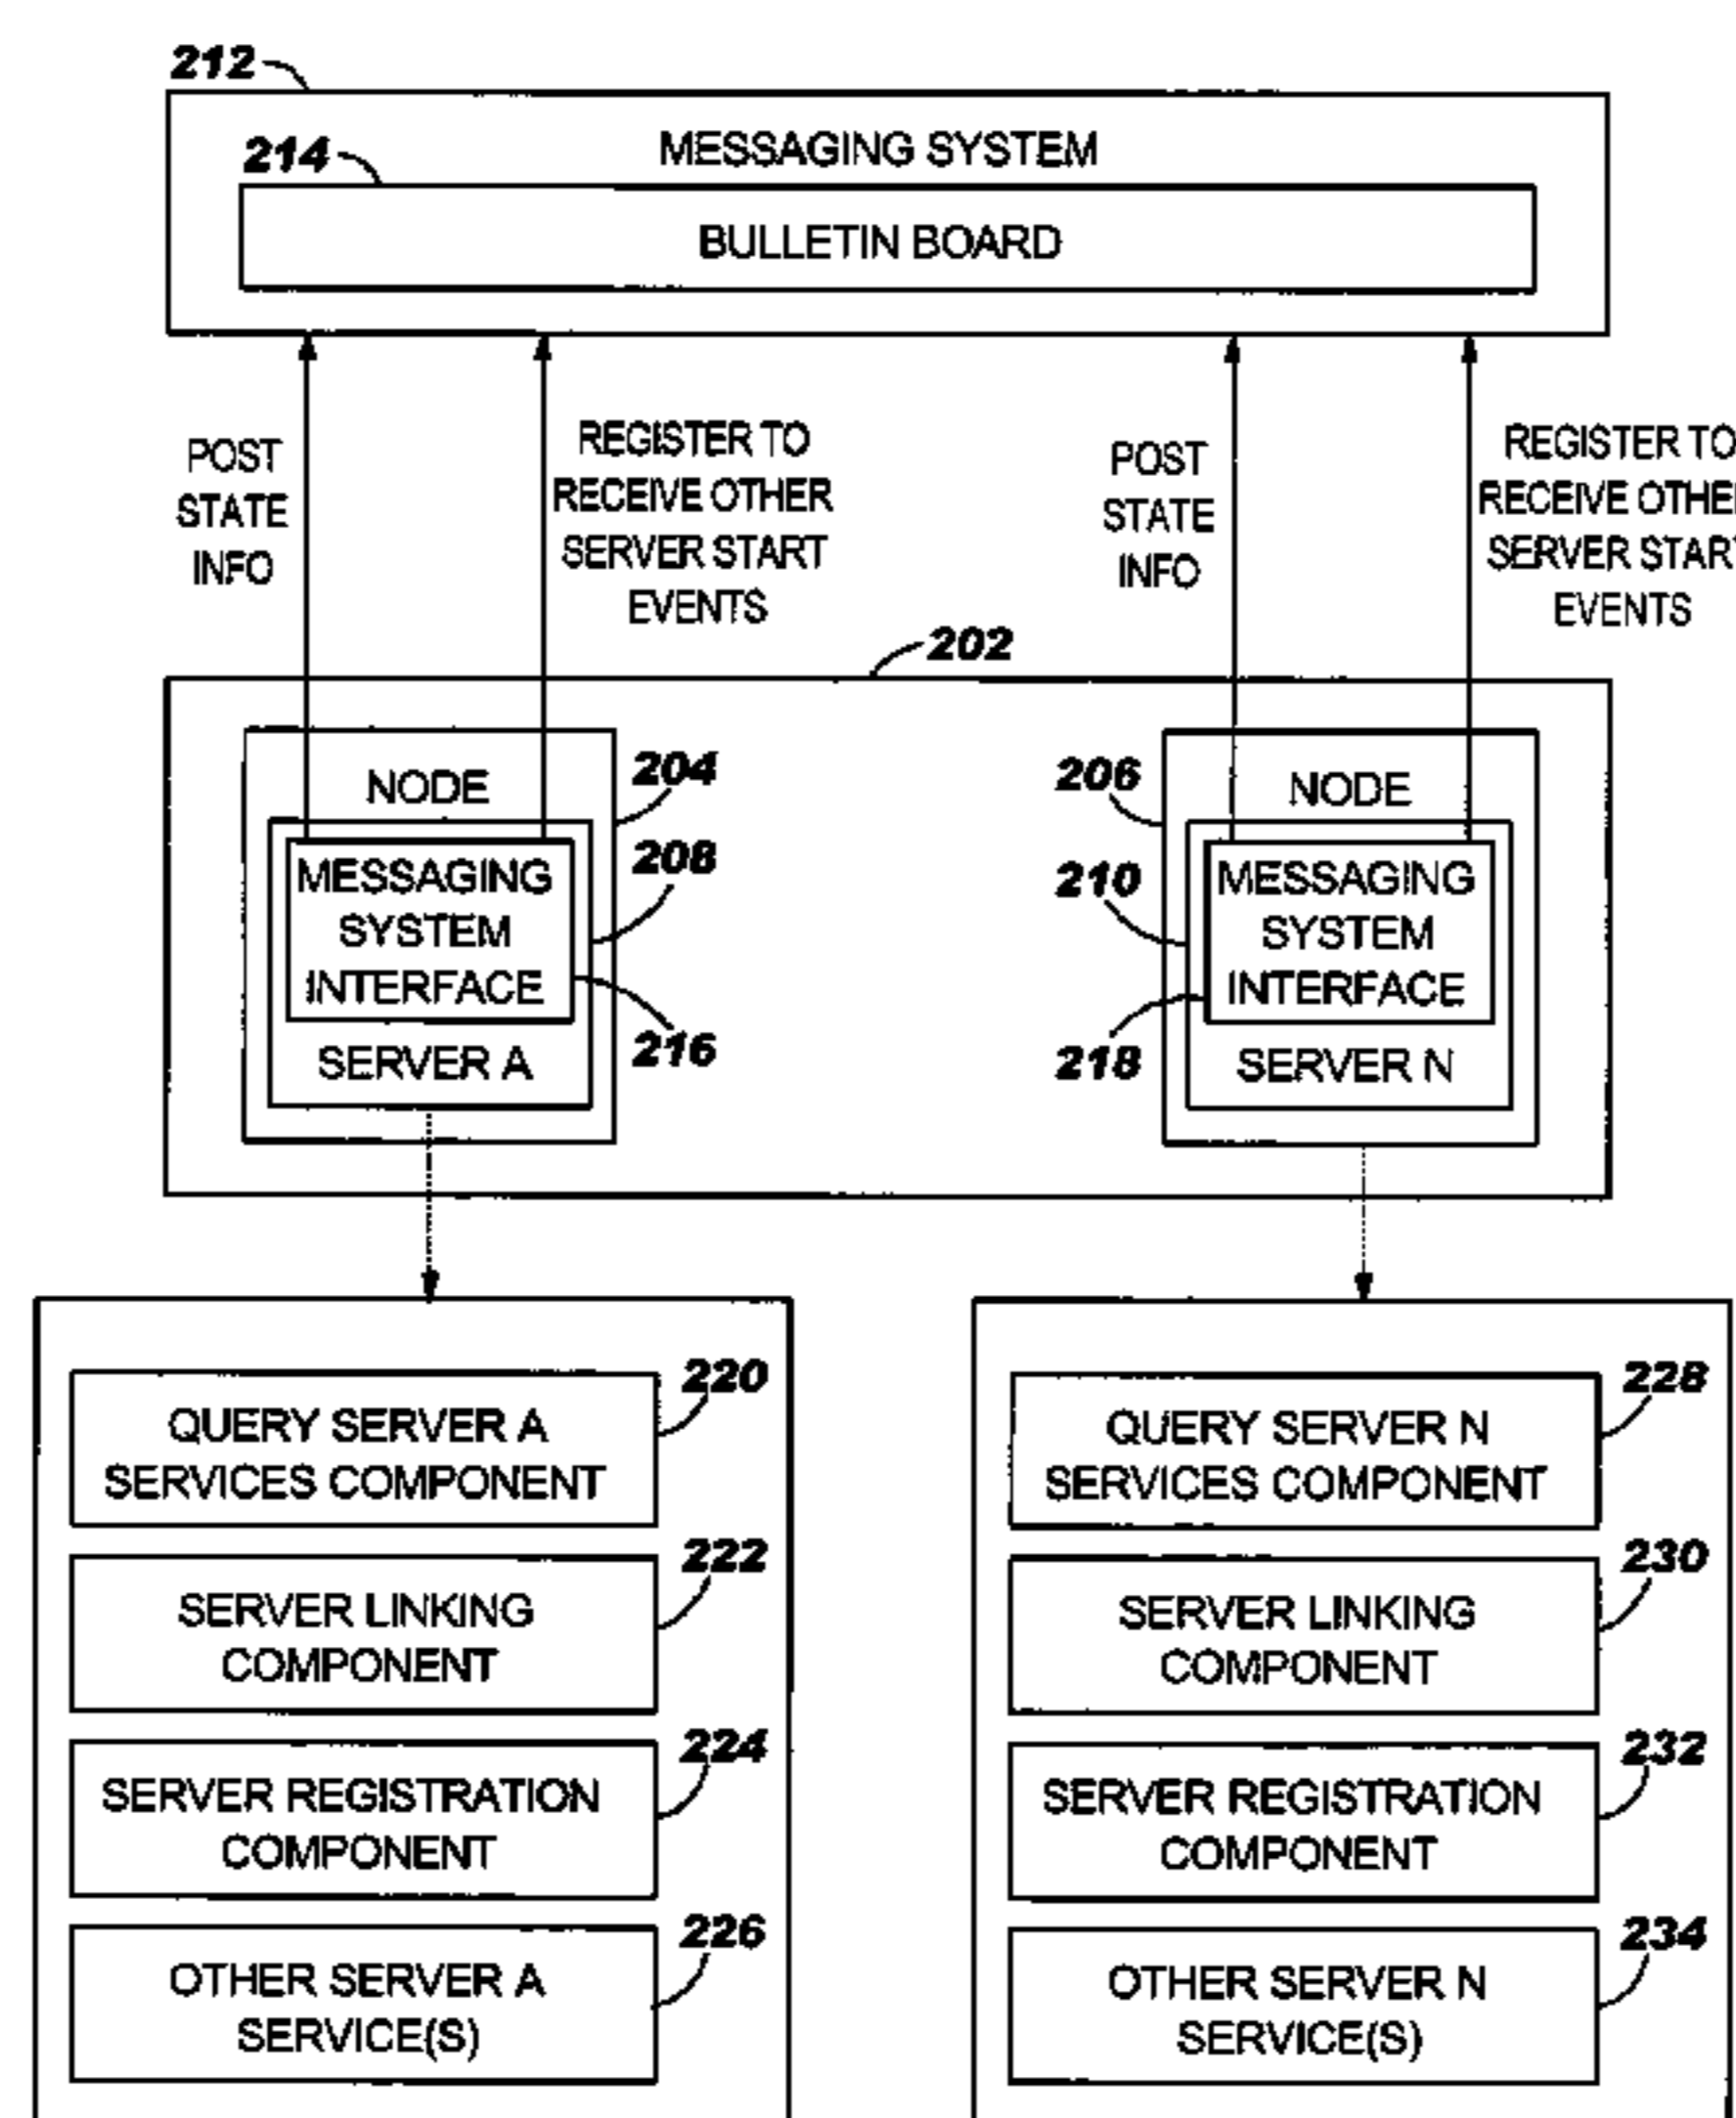 212
214
MESSAGING SYSTEM
BULLETIN BOARD
POST
STATE
INFO
REGISTER TO
RECEIVE OTHER
SERVER START
EVENTS
POST
STATE
INFO
REGISTER TO
RECEIVE OTHER
SERVER START
EVENTS
202
NODE
204
MESSAGING
SYSTEM
INTERFACE
208
SERVER A
216
206
NODE
210
MESSAGING
SYSTEM
INTERFACE
218
SERVER N
220
QUERY SERVER A
SERVICES COMPONENT
222
SERVER LINKING
COMPONENT
224
SERVER REGISTRATION
COMPONENT
226
OTHER SERVER A
SERVICE(S)
228
QUERY SERVER N
SERVICES COMPONENT
230
SERVER LINKING
COMPONENT
232
SERVER REGISTRATION
COMPONENT
234
OTHER SERVER N
SERVICE(S)